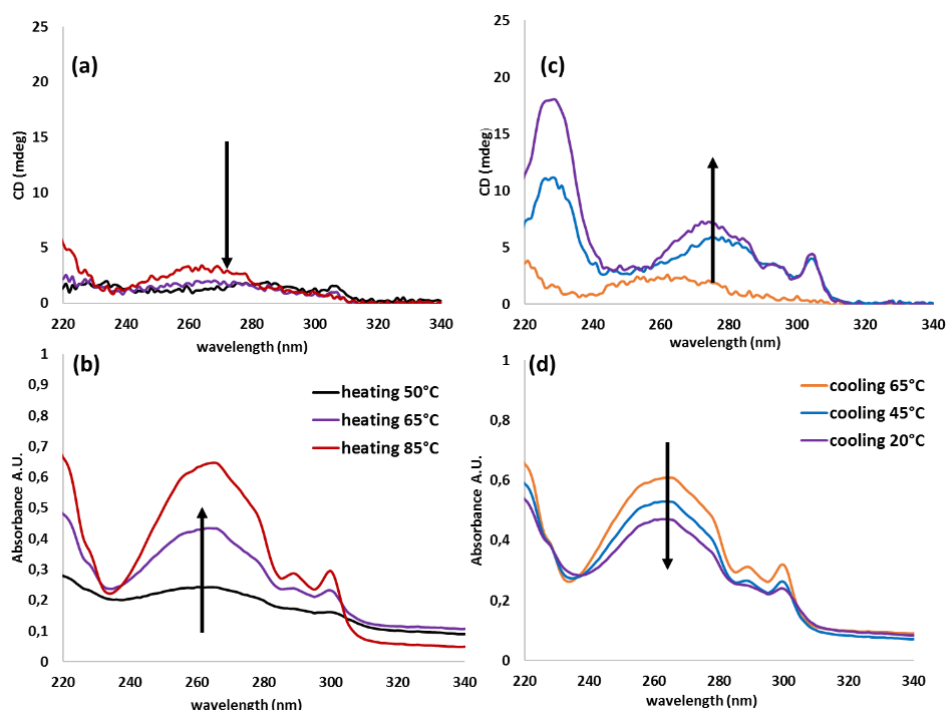 (a)
25
20
15
10
5
0
CD (mdeg)
220 240 260 280 300 320 340
wavelength (nm)
(c)
25
20
15
10
5
0
CD (mdeg)
220 240 260 280 300 320 340
wavelength (nm)
(b)
1
0,9
0,8
0,7
0,6
0,5
0,4
0,3
0,2
0,1
0
Absorbance A.U.
heating 50°C
heating 65°C
heating 85°C
220 240 260 280 300 320 340
wavelength (nm)
(d)
1
0,8
0,6
0,4
0,2
0
Absorbance A.U.
cooling 65°C
cooling 45°C
cooling 20°C
220 240 260 280 300 320 340
wavelength (nm)